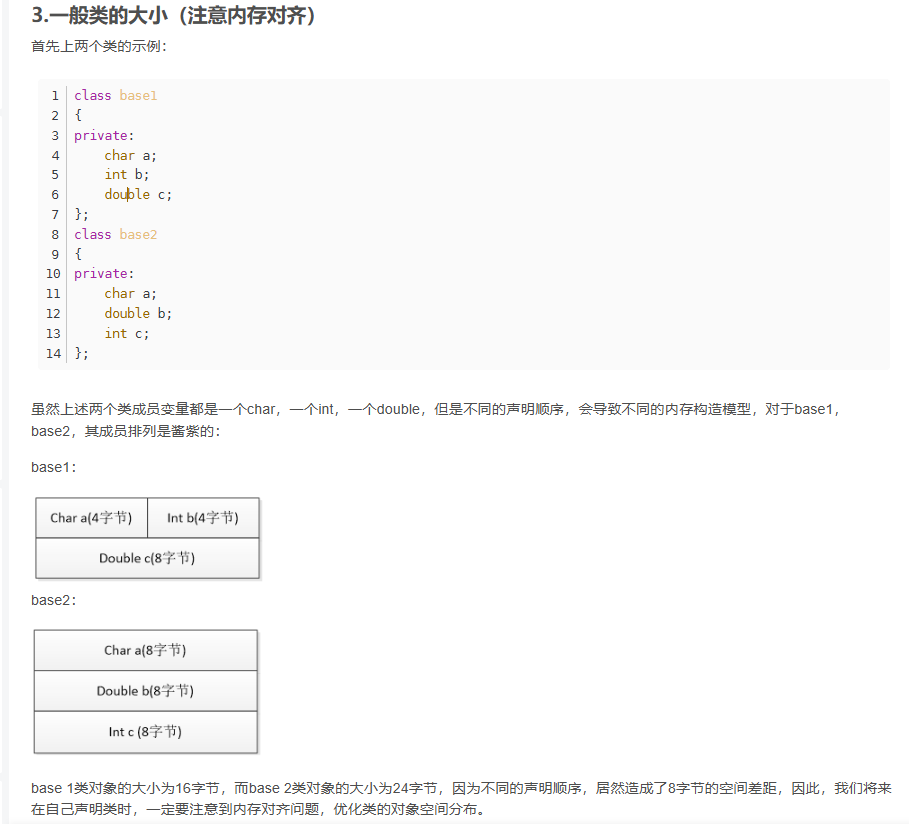 3.一般类的大小（注意内存对齐）
首先上两个类的示例：
1 class base1
2 {
3 private:
4     char a;
5     int b;
6     double c;
7 };
8 class base2
9 {
10 private:
11     char a;
12     double b;
13     int c;
14 };
虽然上述两个类成员变量都是一个char，一个int，一个double，但是不同的声明顺序，会导致不同的内存构造模型，对于base1，
base2，其成员排列是酱紫的：
base1：
Char a(4字节) Int b(4字节)
Double c(8字节)
base2：
Char a(8字节)
Double b(8字节)
Int c (8字节)
base 1类对象的大小为16字节，而base 2类对象的大小为24字节，因为不同的声明顺序，居然造成了8字节的空间差距，因此，我们将来
在自己声明类时，一定要注意到内存对齐问题，优化类的对象空间分布。